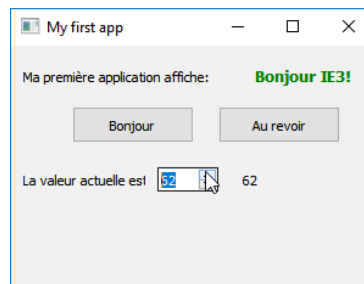 My first app
Ma première application affiche: Bonjour IE3!
Bonjour Au revoir
La valeur actuelle est 62 62